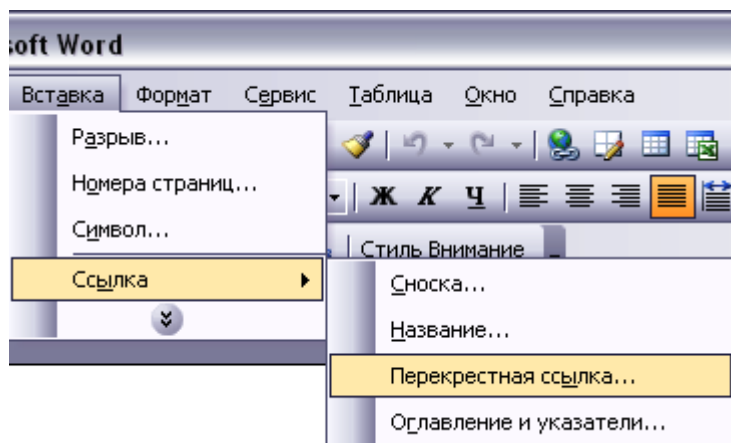 soft Word
Вставка Формат Сервис Таблица Окно Справка
Разрыв...
Номера страниц...
Ж К Ч
Символ...
Стиль Внимание
Ссылка
Сноска...
Название...
Перекрестная ссылка...
Оглавление и указатели...